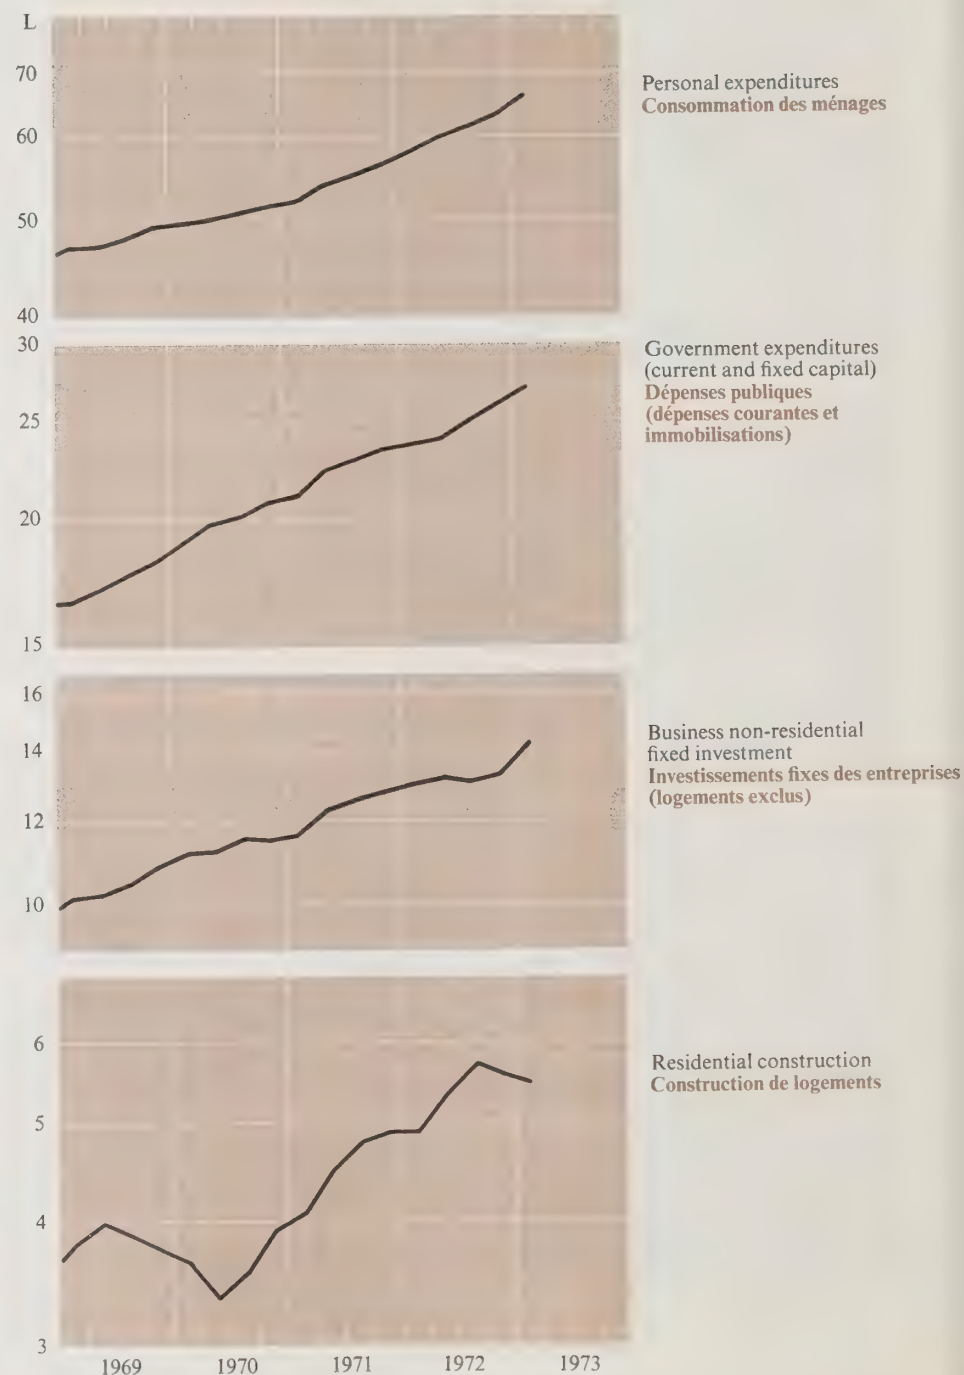 L
70
60
50
40
Personal expenditures
Consommation des ménages
30
25
20
15
Government expenditures
(current and fixed capital)
Dépenses publiques
(dépenses courantes et
immobilisations)
16
14
12
10
Business non-residential
fixed investment
Investissements fixes des entreprises
(logements exclus)
6
5
4
3
Residential construction
Construction de logements
1969 1970 1971 1972 1973